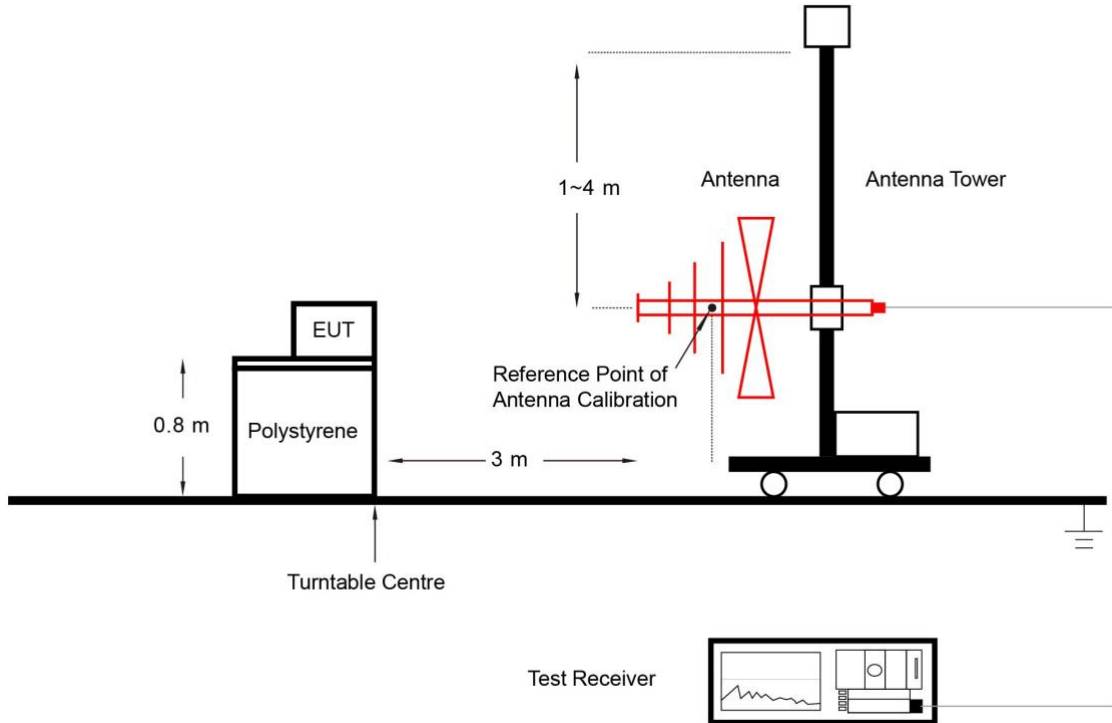 1~4 m
Antenna
Antenna Tower
EUT
Reference Point of
Antenna Calibration
0.8 m
Polystyrene
3 m
Turntable Centre
Test Receiver